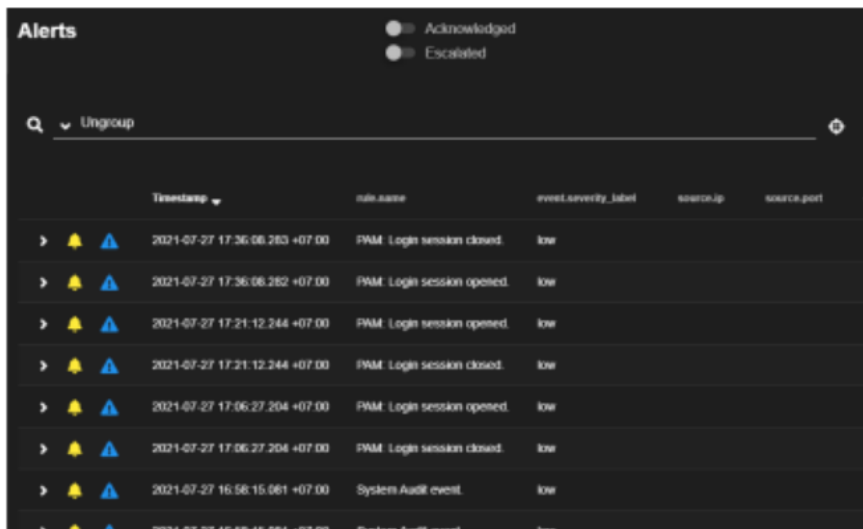 Alerts
Acknowledged
Escalated
Ungroup
Timestamp rule.name event.severity_label source.ip source.port
2021-07-27 17:36:08.283 +07:00 PAM: Login session closed. low
2021-07-27 17:36:08.282 +07:00 PAM: Login session opened. low
2021-07-27 17:21:12.244 +07:00 PAM: Login session opened. low
2021-07-27 17:21:12.244 +07:00 PAM: Login session closed. low
2021-07-27 17:06:27.204 +07:00 PAM: Login session opened. low
2021-07-27 17:06:27.204 +07:00 PAM: Login session closed. low
2021-07-27 16:58:15.081 +07:00 System Audit event. low